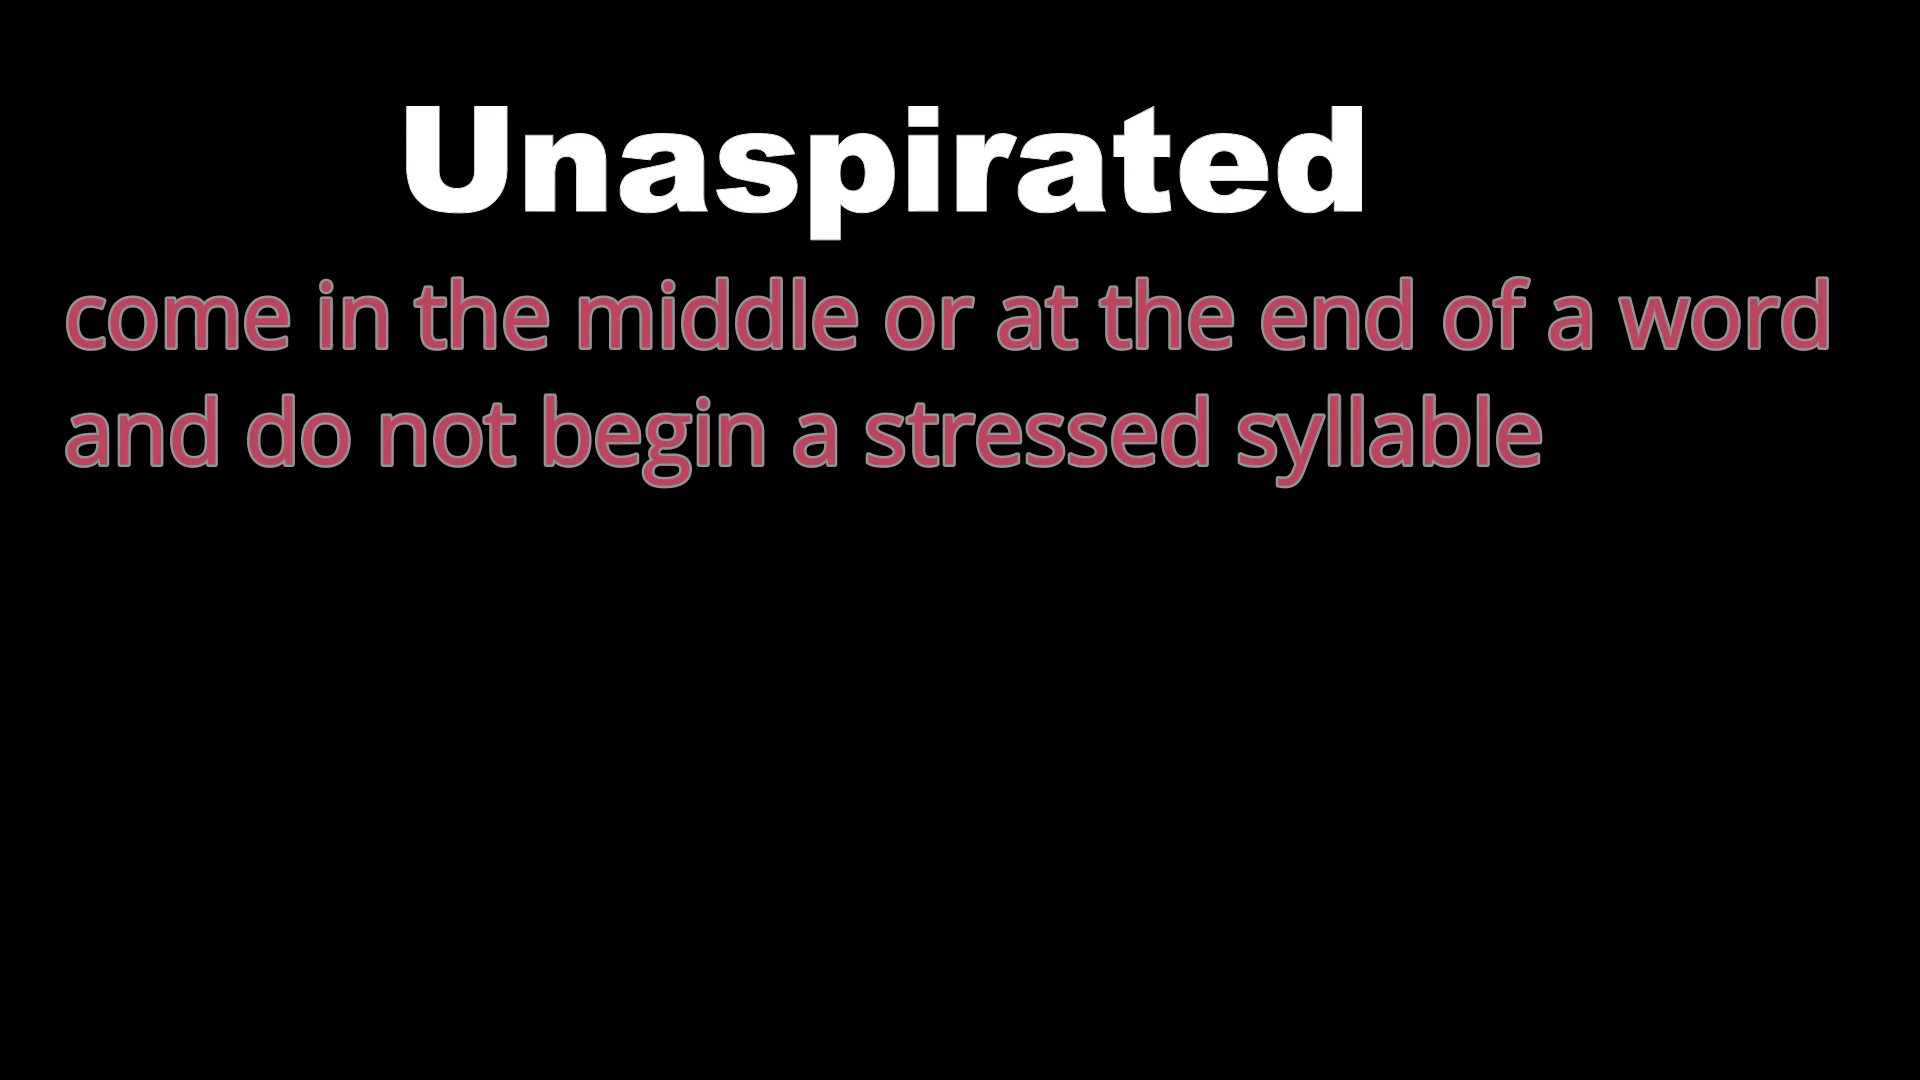 Unaspirated
come in the middle or at the end of a word
and do not begin a stressed syllable